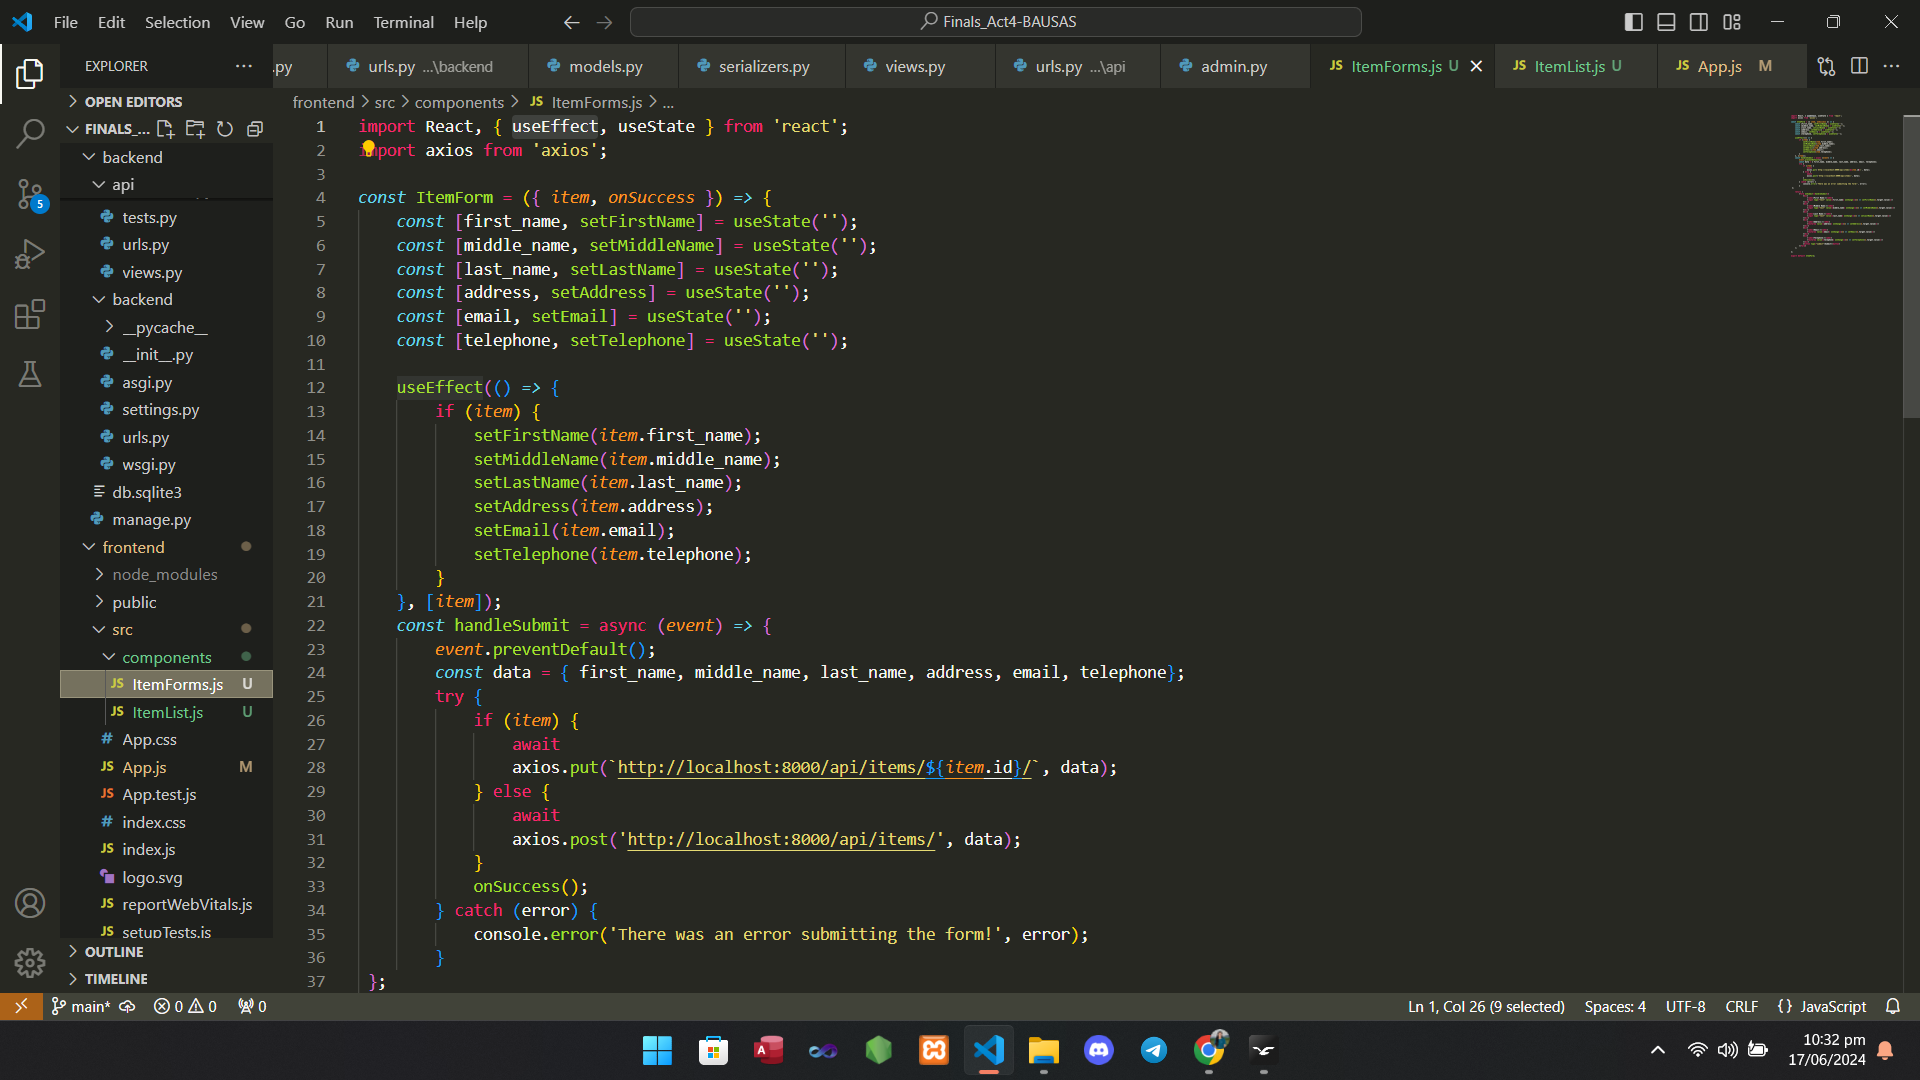 File Edit Selection View Go Run Terminal Help
Finals_Act4-BAUSAS
EXPLORER
.py
urls.py ...\backend
models.py
serializers.py
views.py
urls.py ...\api
admin.py
JS ItemForms.js U
JS ItemList.js U
JS App.js M
OPEN EDITORS
FINALS_...
backend
api
tests.py
urls.py
views.py
backend
__pycache__
__init__.py
asgi.py
settings.py
urls.py
wsgi.py
db.sqlite3
manage.py
frontend
node_modules
public
src
components
JS ItemForms.js U
JS ItemList.js U
# App.css
JS App.js M
JS App.test.js
# index.css
JS index.js
logo.svg
JS reportWebVitals.js
JS setupTests.js
OUTLINE
TIMELINE
5
frontend > src > components > JS ItemForms.js > ...
1 import React, { useEffect, useState } from 'react';
2 import axios from 'axios';
3
4 const ItemForm = ({ item, onSuccess }) => {
5 const [first_name, setFirstName] = useState('');
6 const [middle_name, setMiddleName] = useState('');
7 const [last_name, setLastName] = useState('');
8 const [address, setAddress] = useState('');
9 const [email, setEmail] = useState('');
10 const [telephone, setTelephone] = useState('');
11
12 useEffect(() => {
13 if (item) {
14 setFirstName(item.first_name);
15 setMiddleName(item.middle_name);
16 setLastName(item.last_name);
17 setAddress(item.address);
18 setEmail(item.email);
19 setTelephone(item.telephone);
20 }
21 }, [item]);
22 const handleSubmit = async (event) => {
23 event.preventDefault();
24 const data = { first_name, middle_name, last_name, address, email, telephone};
25 try {
26 if (item) {
27 await
28 axios.put(`http://localhost:8000/api/items/${item.id}/`, data);
29 } else {
30 await
31 axios.post('http://localhost:8000/api/items/', data);
32 }
33 onSuccess();
34 } catch (error) {
35 console.error('There was an error submitting the form!', error);
36 }
37 };
main* 0 0 0
Ln 1, Col 26 (9 selected) Spaces: 4 UTF-8 CRLF {} JavaScript
10:32 pm
17/06/2024